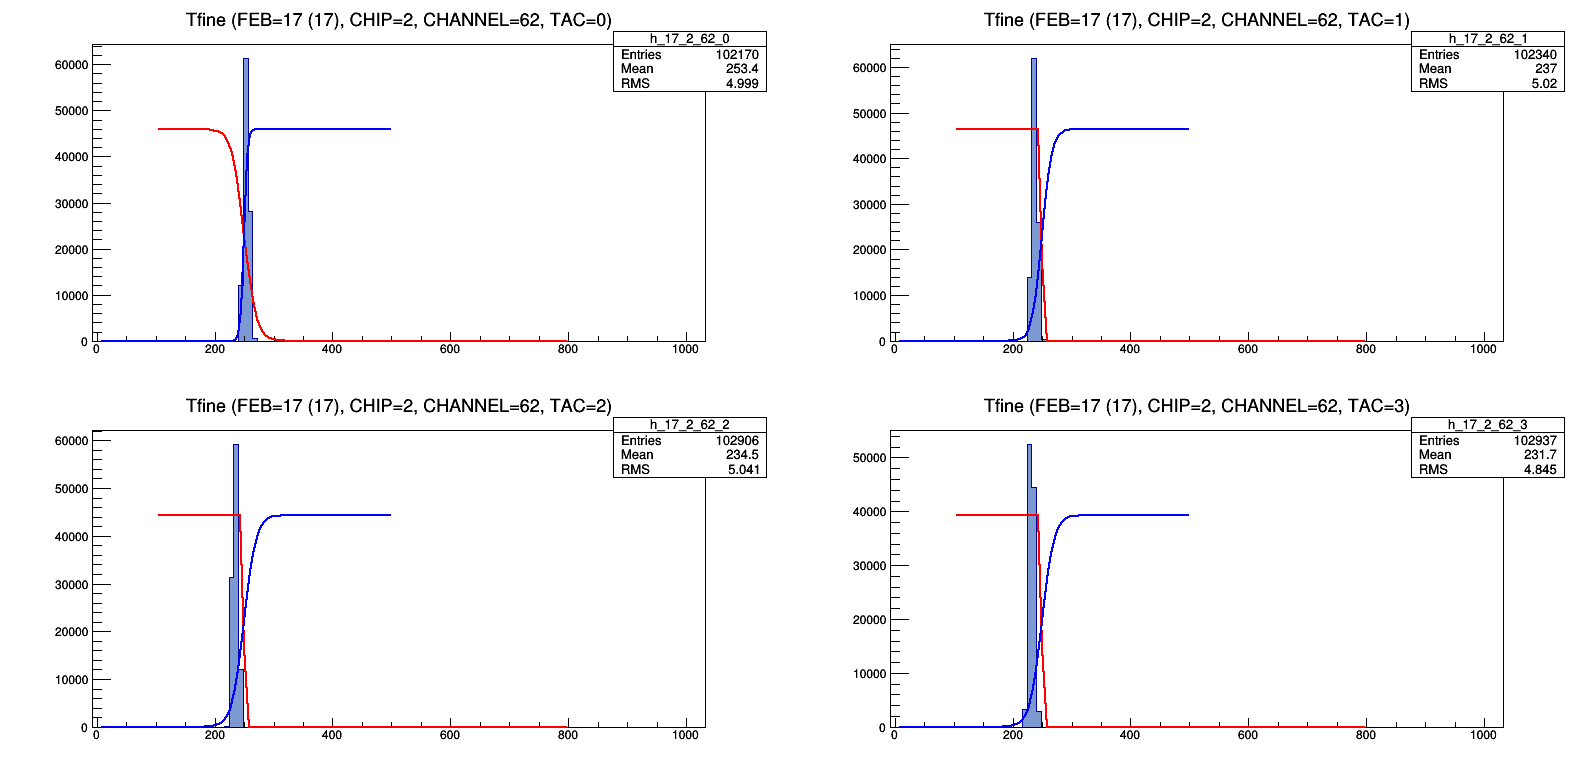 Tfine (FEB=17 (17), CHIP=2, CHANNEL=62, TAC=0)
h_17_2_62_0
Entries 102170
Mean 253.4
RMS 4.999
60000
50000
40000
30000
20000
10000
0
0 200 400 600 800 1000
Tfine (FEB=17 (17), CHIP=2, CHANNEL=62, TAC=1)
h_17_2_62_1
Entries 102340
Mean 237
RMS 5.02
60000
50000
40000
30000
20000
10000
0
0 200 400 600 800 1000
Tfine (FEB=17 (17), CHIP=2, CHANNEL=62, TAC=2)
h_17_2_62_2
Entries 102906
Mean 234.5
RMS 5.041
60000
50000
40000
30000
20000
10000
0
0 200 400 600 800 1000
Tfine (FEB=17 (17), CHIP=2, CHANNEL=62, TAC=3)
h_17_2_62_3
Entries 102937
Mean 231.7
RMS 4.845
50000
40000
30000
20000
10000
0
0 200 400 600 800 1000